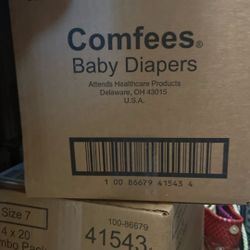 Comfees®
Baby Diapers
Attends Healthcare Products
Delaware, OH 43015
U.S.A.
1 00 86679 41543 4
Size 7
4 x 20
100-86679
41543